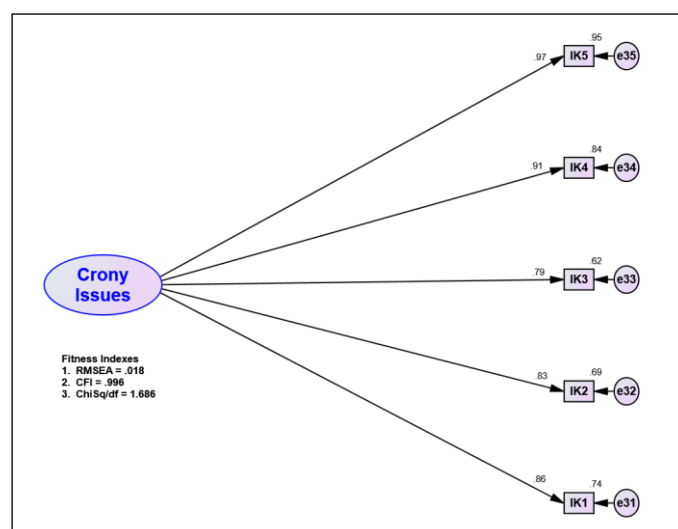 .95
.97 IK5 e35
.84
.91 IK4 e34
.62
Crony
Issues
.79 IK3 e33
Fitness Indexes
1. RMSEA = .018
2. CFI = .996
3. ChiSq/df = 1.686
.69
.83 IK2 e32
.74
.86 IK1 e31